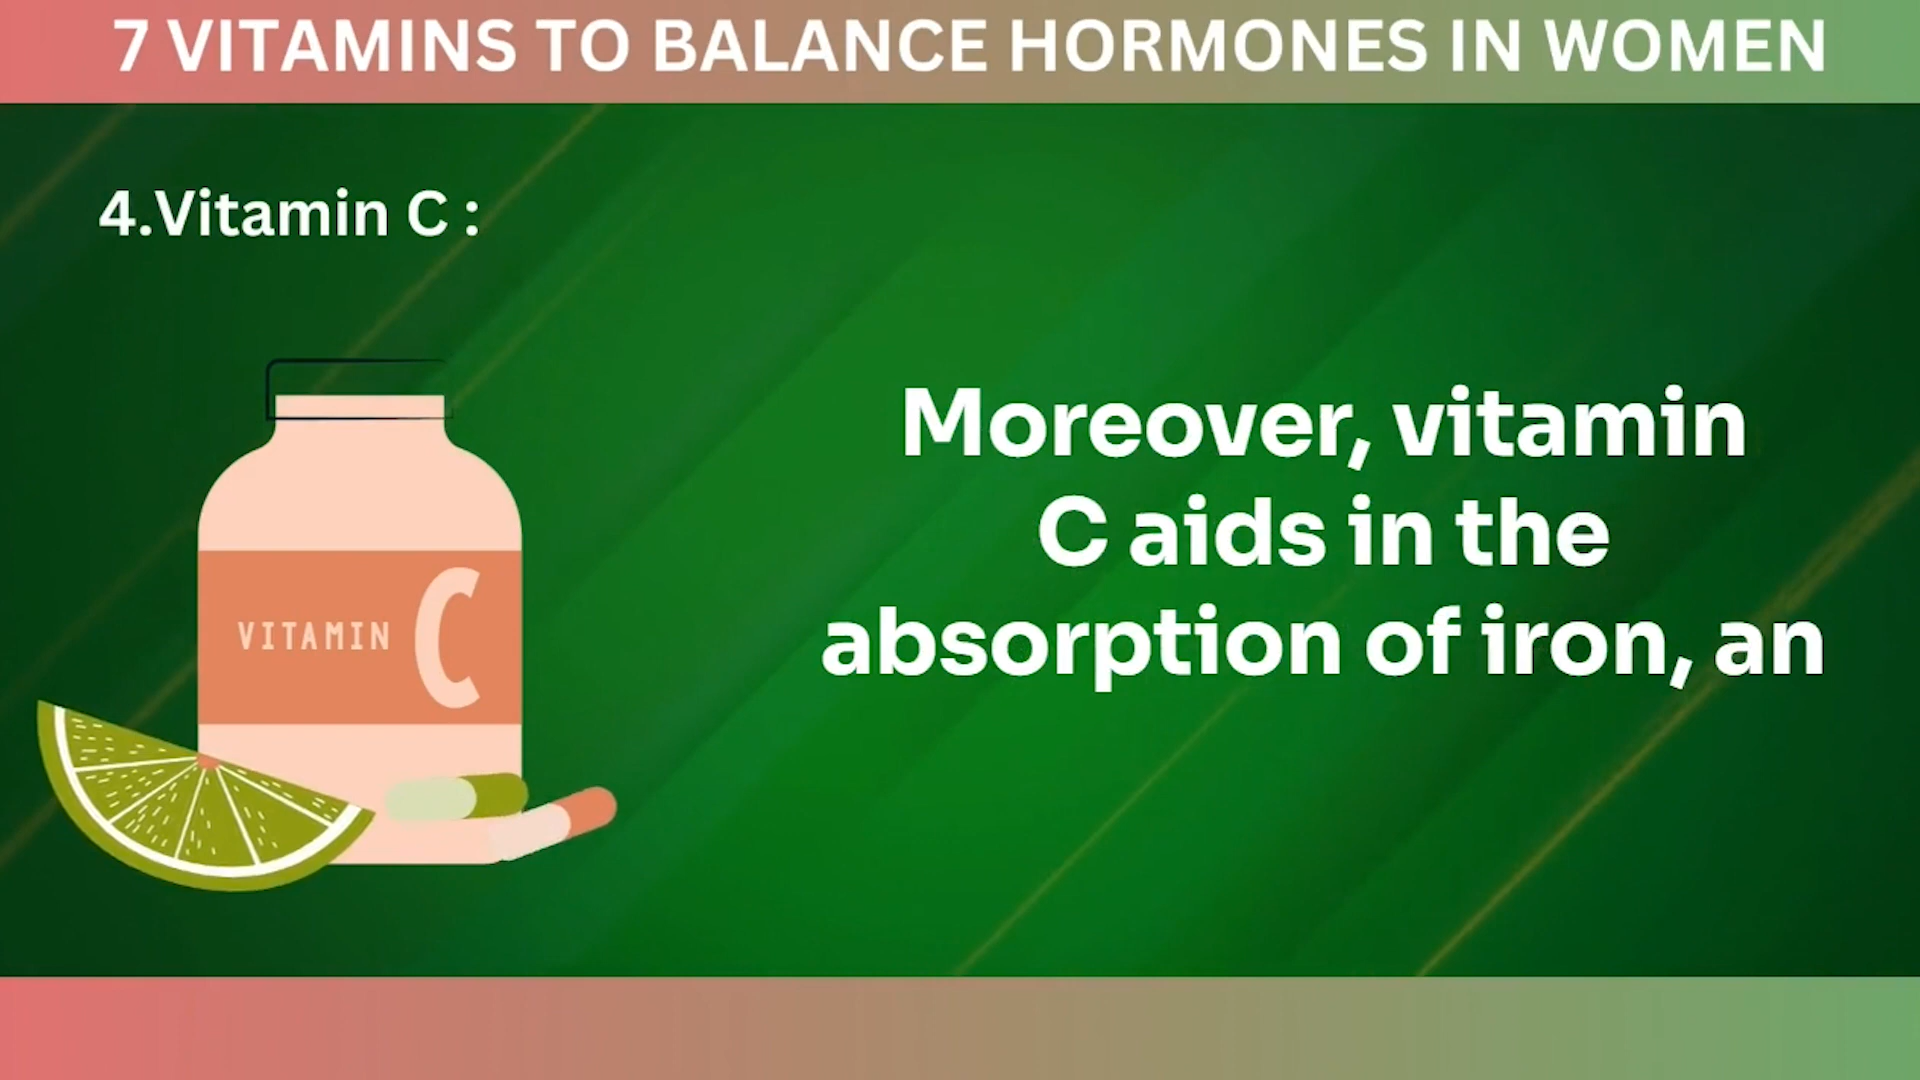 7 VITAMINS TO BALANCE HORMONES IN WOMEN
4.Vitamin C :
Moreover, vitamin
C aids in the
absorption of iron, an
VITAMIN C